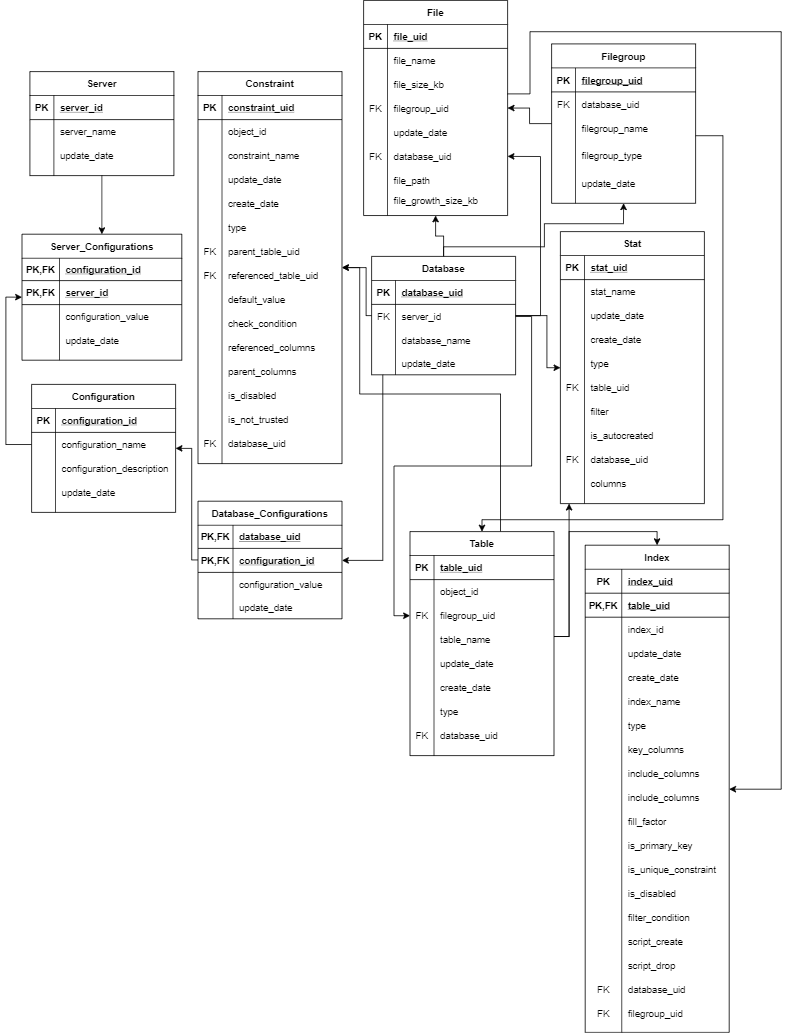 File
PK file_uid
file_name
file_size_kb
FK filegroup_uid
update_date
FK database_uid
file_path
file_growth_size_kb
Filegroup
PK filegroup_uid
FK database_uid
filegroup_name
filegroup_type
update_date
Server
PK server_id
server_name
update_date
Constraint
PK constraint_uid
object_id
constraint_name
update_date
create_date
type
FK parent_table_uid
FK referenced_table_uid
default_value
check_condition
referenced_columns
parent_columns
is_disabled
is_not_trusted
FK database_uid
Server_Configurations
PK,FK configuration_id
PK,FK server_id
configuration_value
update_date
Database
PK database_uid
FK server_id
database_name
update_date
Stat
PK stat_uid
stat_name
update_date
create_date
type
FK table_uid
filter
is_autocreated
FK database_uid
columns
Configuration
PK configuration_id
configuration_name
configuration_description
update_date
Database_Configurations
PK,FK database_uid
PK,FK configuration_id
configuration_value
update_date
Table
PK table_uid
object_id
FK filegroup_uid
table_name
update_date
create_date
type
FK database_uid
Index
PK index_uid
PK,FK table_uid
index_id
update_date
create_date
index_name
type
key_columns
include_columns
include_columns
fill_factor
is_primary_key
is_unique_constraint
is_disabled
filter_condition
script_create
script_drop
FK database_uid
FK filegroup_uid